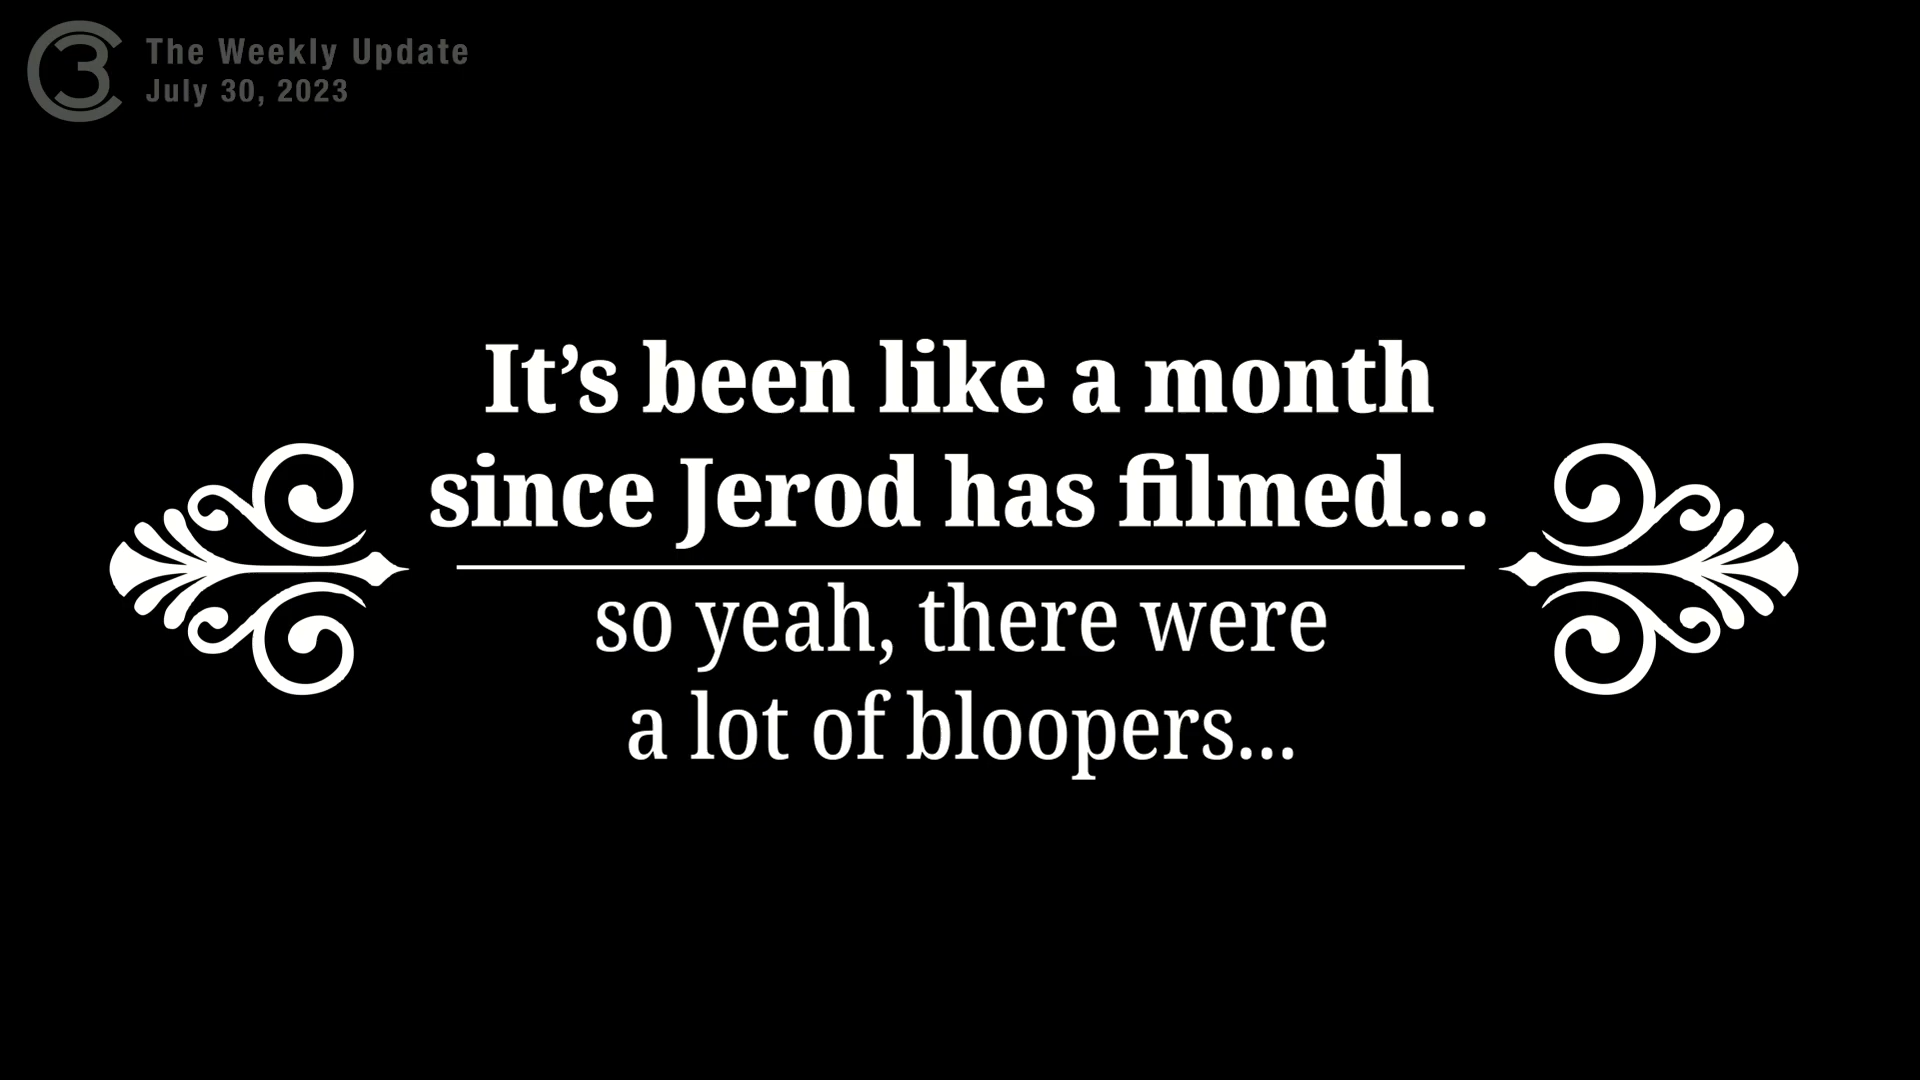 The Weekly Update
July 30, 2023
It’s been like a month
since Jerod has filmed...
so yeah, there were
a lot of bloopers...